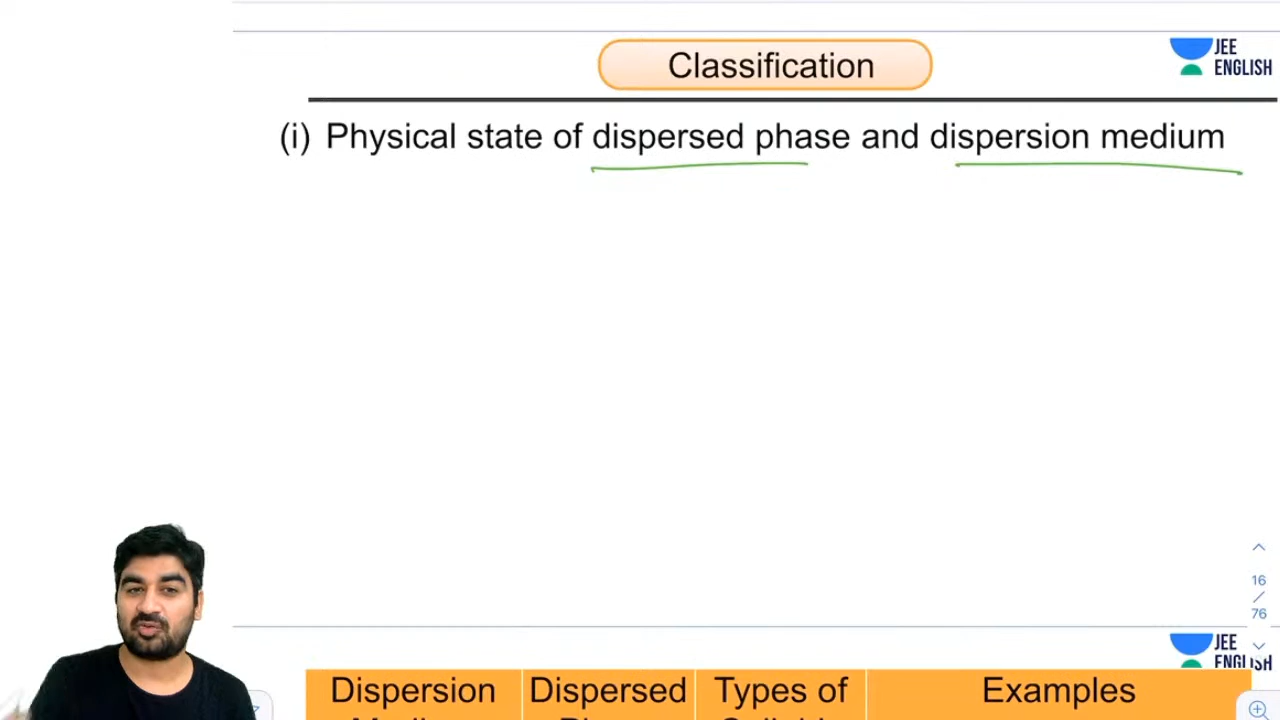 Classification
JEE
ENGLISH
(i) Physical state of dispersed phase and dispersion medium
16
/
76
JEE
ENGLISH
Dispersion
Dispersed
Types of
Examples